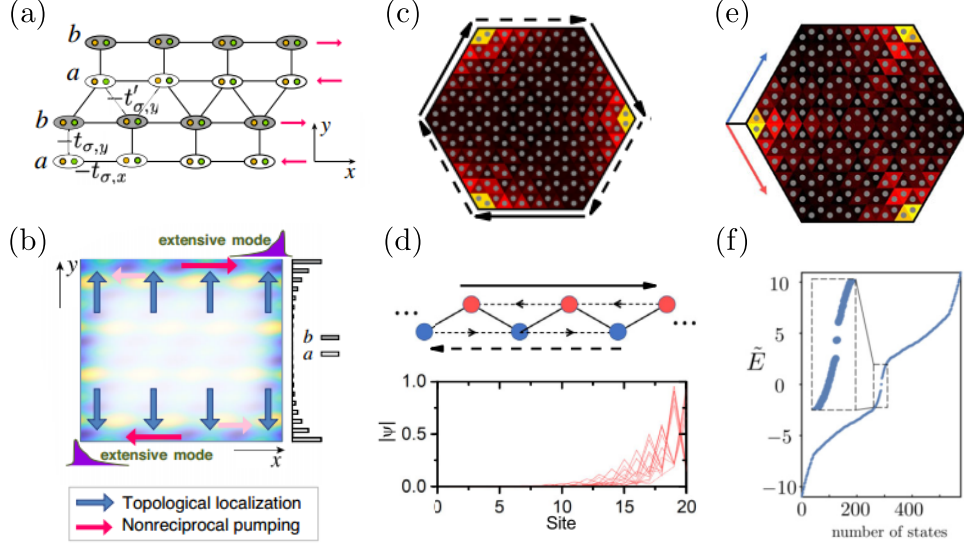 (a)
b
a
−t′σ,y
b
−tσ,y
a
−tσ,x
y
x
(b)
extensive mode
y
b
a
x
extensive mode
Topological localization
Nonreciprocal pumping
(c)
(d)
...
...
1.0
0.5
0.0
|ψ|
0
5
10
15
20
Site
(e)
(f)
10
5
Ẽ
0
−5
−10
0
200
400
number of states